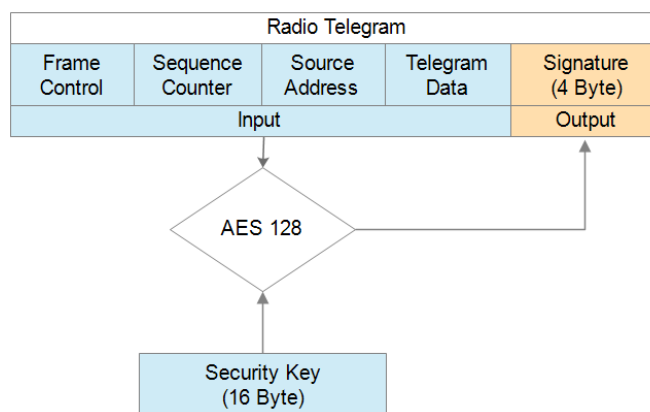 Radio Telegram
Frame Control
Sequence Counter
Source Address
Telegram Data
Signature (4 Byte)
Input
Output
AES 128
Security Key
(16 Byte)